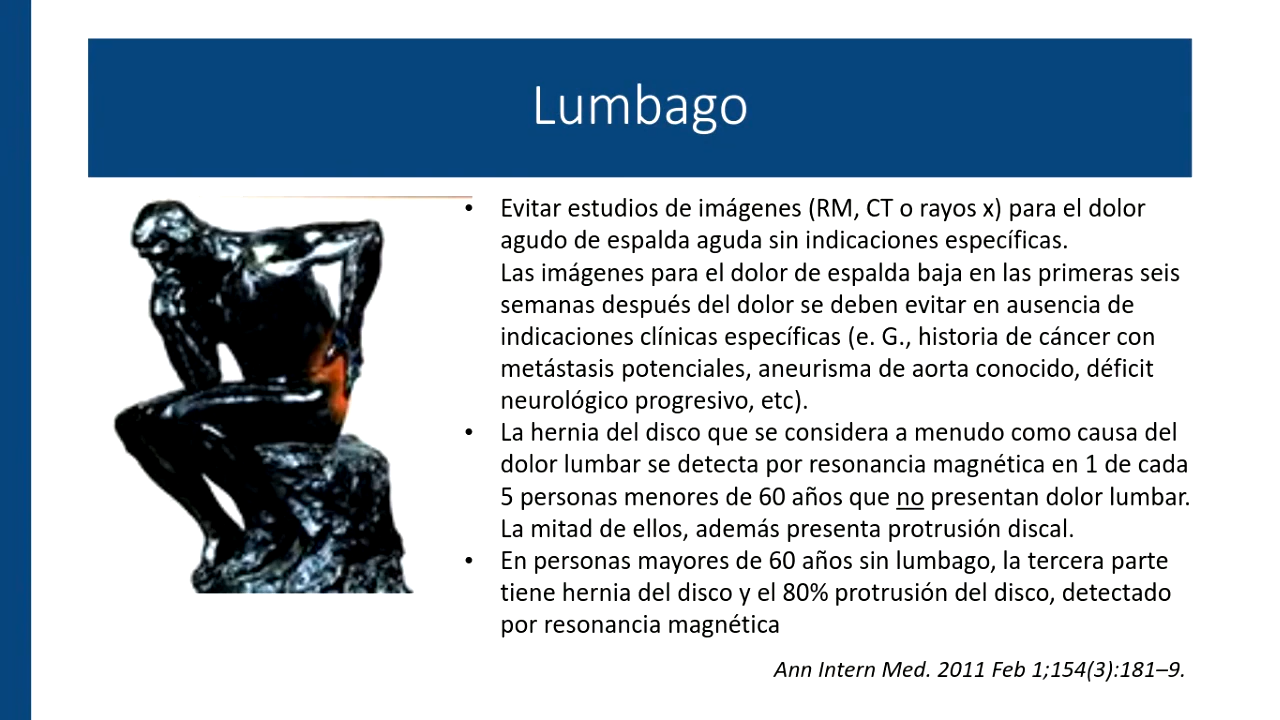 Lumbago
• Evitar estudios de imágenes (RM, CT o rayos x) para el dolor
agudo de espalda aguda sin indicaciones específicas.
Las imágenes para el dolor de espalda baja en las primeras seis
semanas después del dolor se deben evitar en ausencia de
indicaciones clínicas específicas (e. G., historia de cáncer con
metástasis potenciales, aneurisma de aorta conocido, déficit
neurológico progresivo, etc).
• La hernia del disco que se considera a menudo como causa del
dolor lumbar se detecta por resonancia magnética en 1 de cada
5 personas menores de 60 años que no presentan dolor lumbar.
La mitad de ellos, además presenta protrusión discal.
• En personas mayores de 60 años sin lumbago, la tercera parte
tiene hernia del disco y el 80% protrusión del disco, detectado
por resonancia magnética
Ann Intern Med. 2011 Feb 1;154(3):181–9.